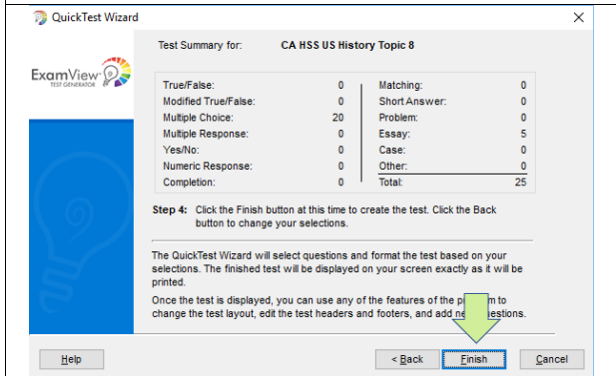 QuickTest Wizard
Test Summary for: CA HSS US History Topic 8
ExamView
TEST GENERATOR
True/False: 0 Matching: 0
Modified True/False: 0 Short Answer: 0
Multiple Choice: 20 Problem: 0
Multiple Response: 0 Essay: 5
Yes/No: 0 Case: 0
Numeric Response: 0 Other: 0
Completion: 0 Total: 25
Step 4: Click the Finish button at this time to create the test. Click the Back
button to change your selections.
The QuickTest Wizard will select questions and format the test based on your
selections. The finished test will be displayed on your screen exactly as it will be
printed.
Once the test is displayed, you can use any of the features of the to
change the test layout, edit the test headers and footers, and add
Help < Back Finish Cancel